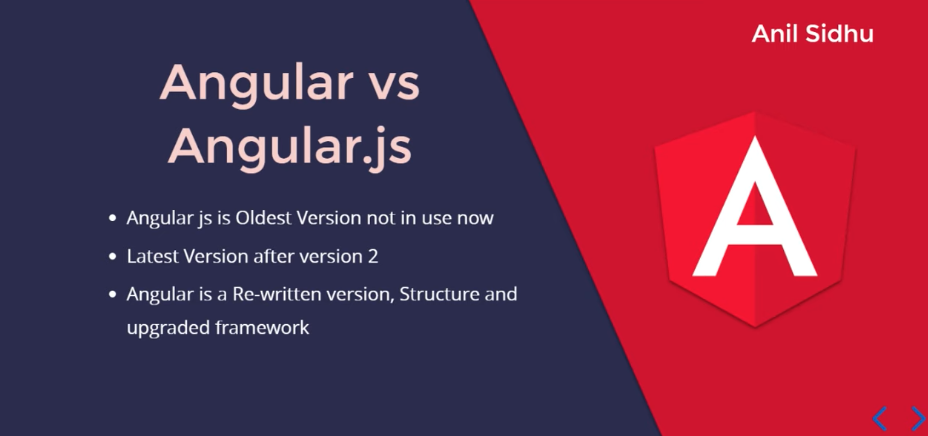 Anil Sidhu
Angular vs
Angular.js
Angular js is Oldest Version not in use now
Latest Version after version 2
Angular is a Re-written version, Structure and
upgraded framework
A